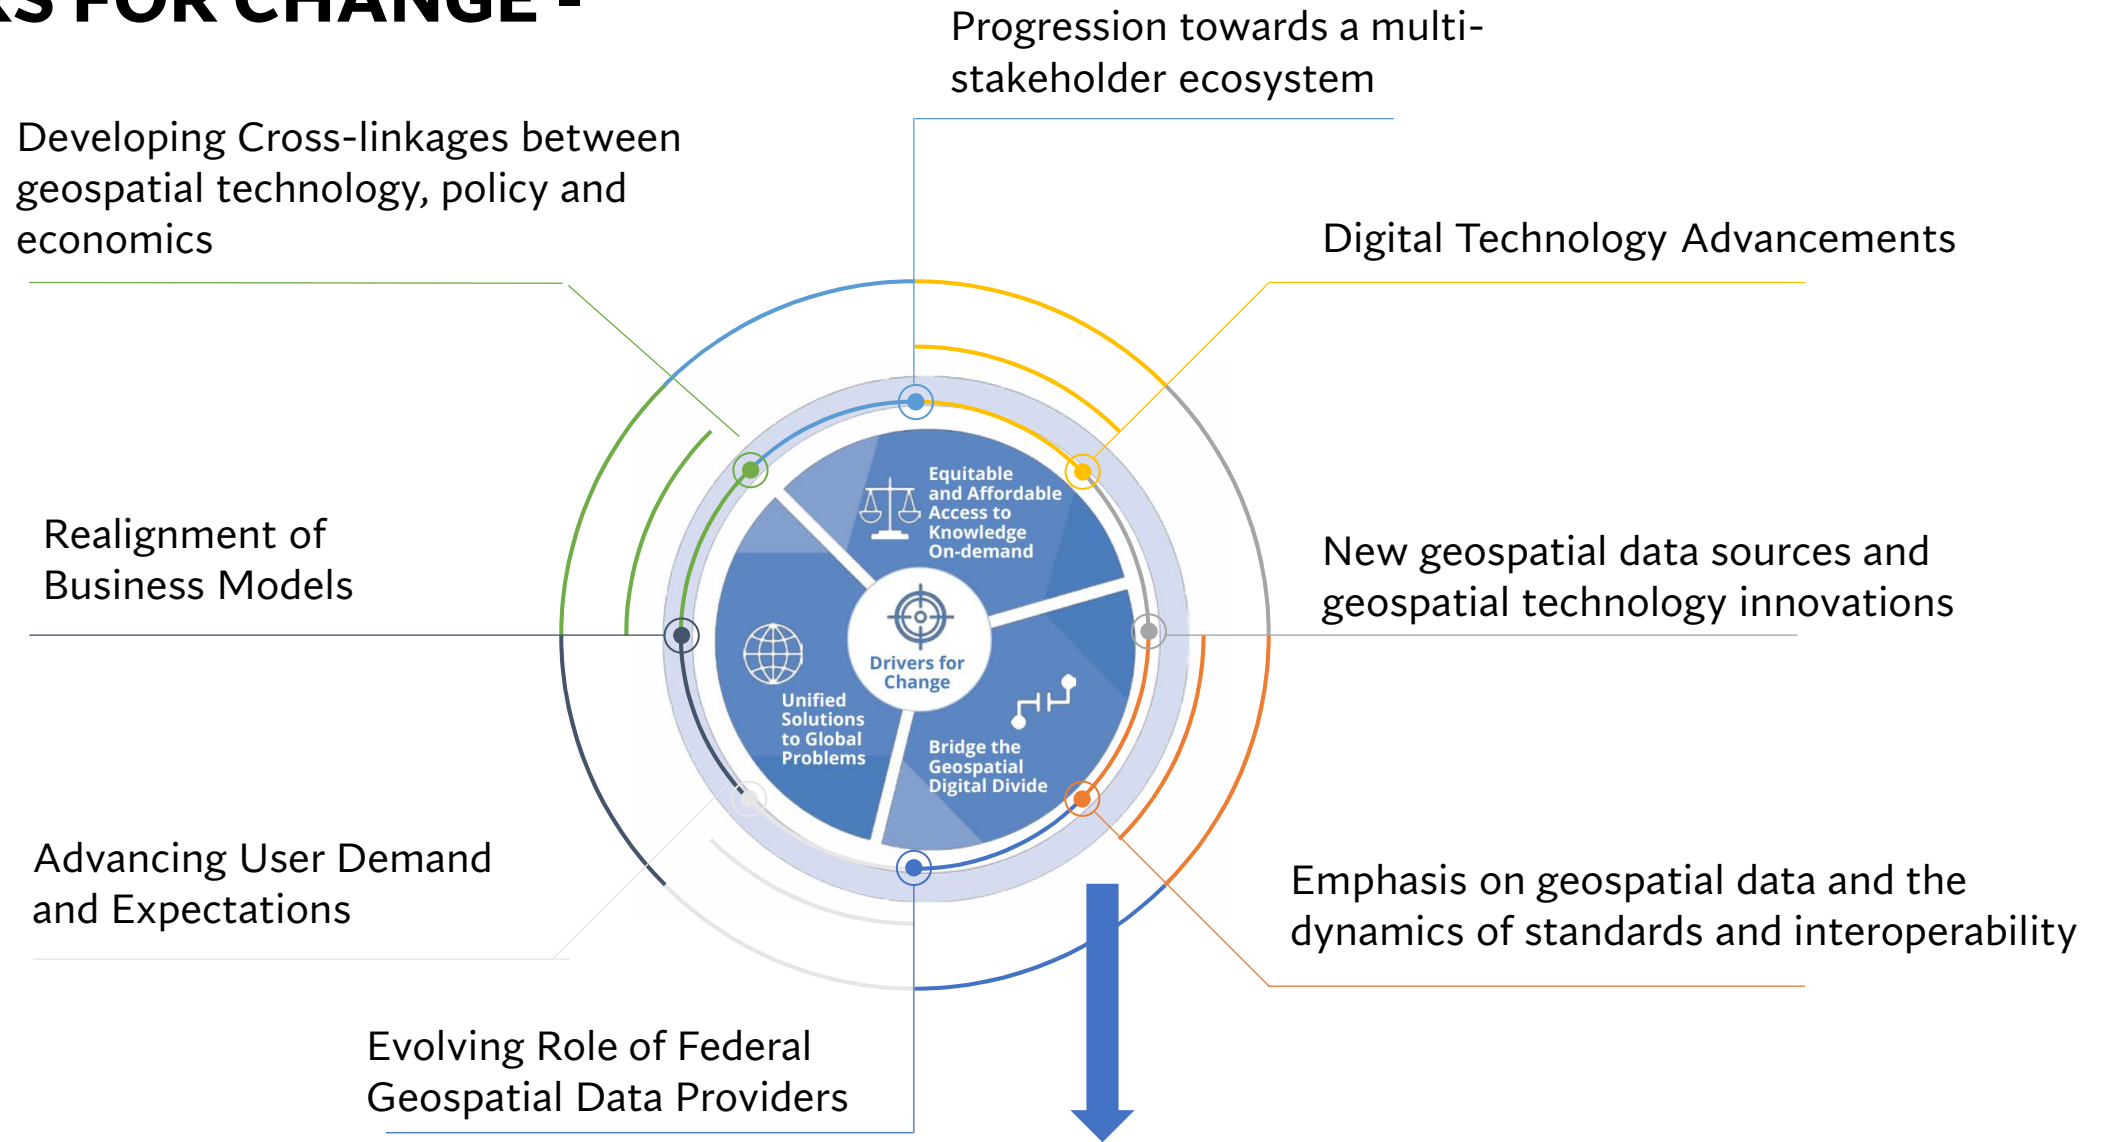 FOR CHANGE -
Progression towards a multi-
stakeholder ecosystem
Developing Cross-linkages between
geospatial technology, policy and
economics
Digital Technology Advancements
Realignment of
Business Models
New geospatial data sources and
geospatial technology innovations
Advancing User Demand
and Expectations
Emphasis on geospatial data and the
dynamics of standards and interoperability
Evolving Role of Federal
Geospatial Data Providers
Equitable
and Affordable
Access to
Knowledge
On-demand
Drivers for
Change
Unified
Solutions
to Global
Problems
Bridge the
Geospatial
Digital Divide